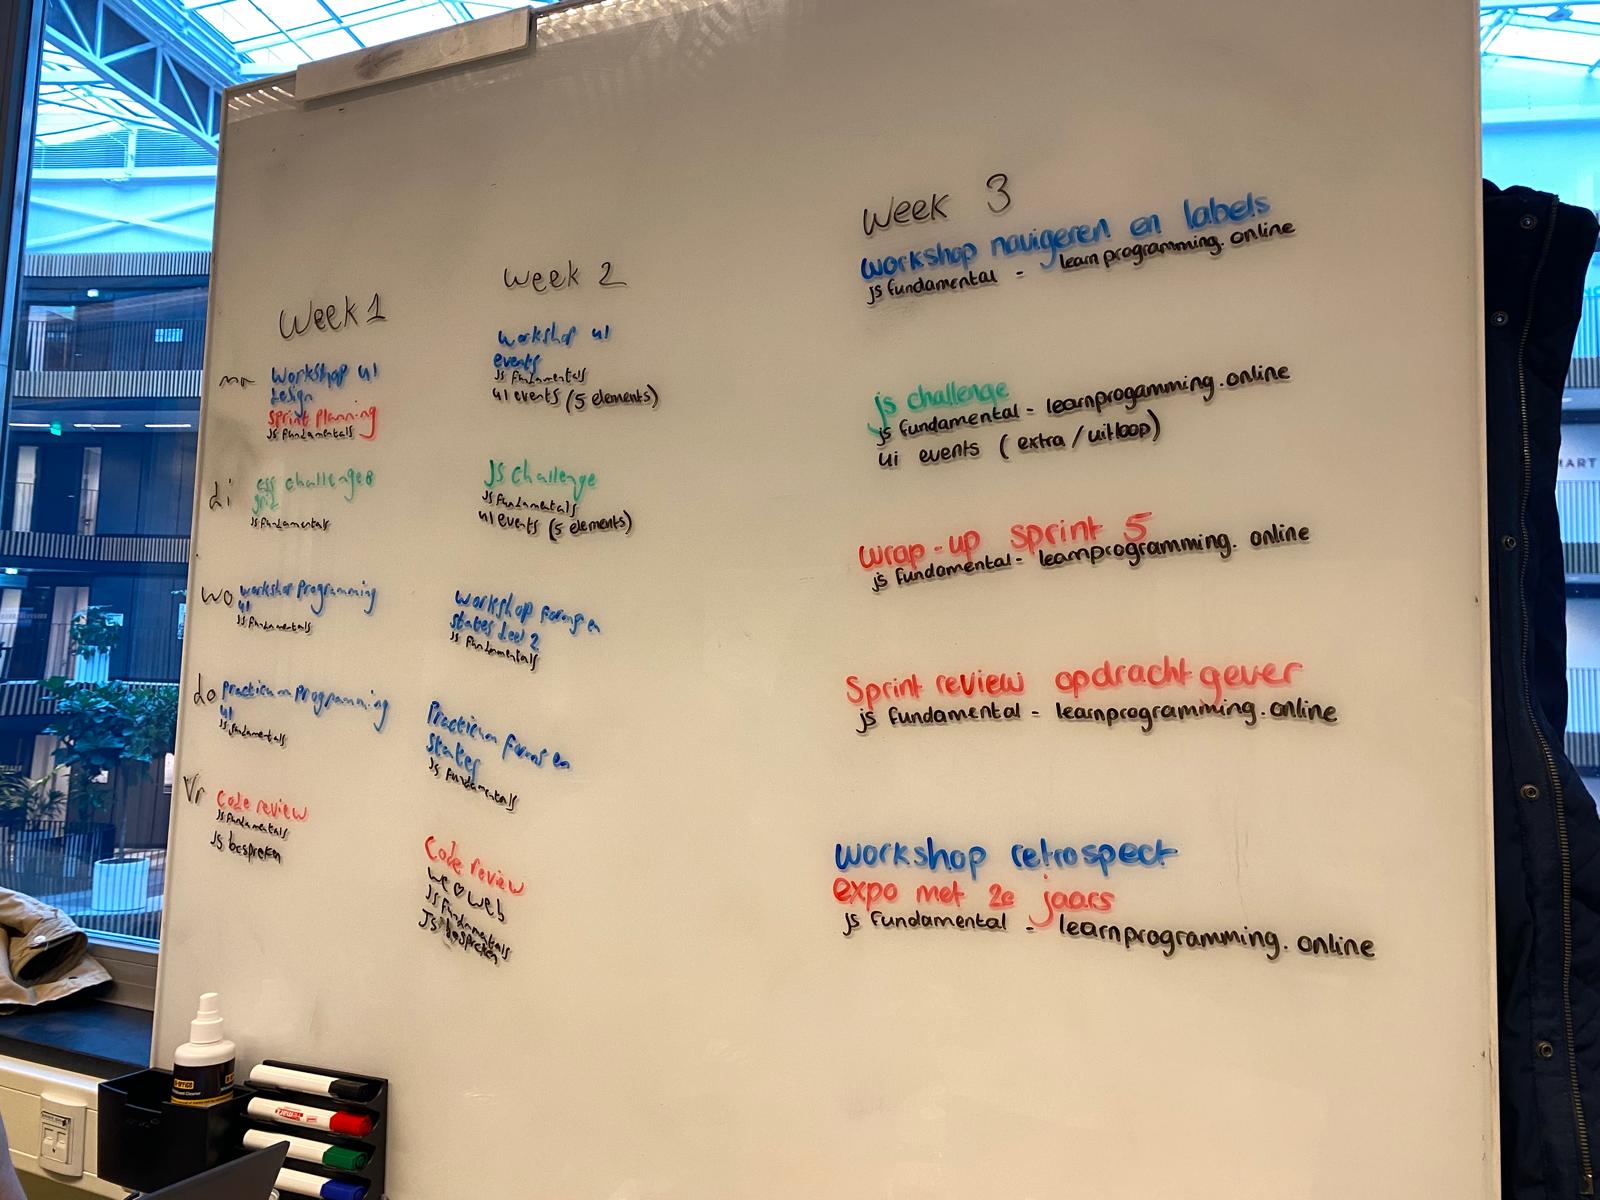 Week 1
ma
Workshop UI
design
Sprint planning
Js fundamentals
di
css challenges
grid
Js fundamentals
wo
workshop programming
UI
Js fundamentals
do
practicum programming
UI
Js fundamentals
Vr
Code review
Js fundamentals
Js bespreken
week 2
Workshop UI
events
Js fundamentals
UI events (5 elements)
JS challenge
Js fundamentals
UI events (5 elements)
Workshop forms en
states deel 2
Js fundamentals
Practicum forms en
states
Js fundamentals
Code review
we ♡ web
Js fundamentals
Js bespreken
Week 3
workshop navigeren en labels
js fundamental - learnprogramming.online
js challenge
js fundamental - learnprogamming.online
ui events (extra/uitloop)
wrap-up sprint 5
js fundamental - learnprogramming.online
Sprint review opdrachtgever
js fundamental - learnprogramming.online
workshop retrospect
expo met 2e jaars
js fundamental - learnprogramming.online